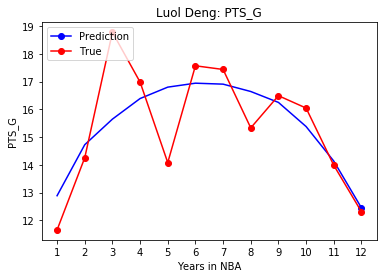 Luol Deng: PTS_G
Prediction
True
PTS_G
19
18
17
16
15
14
13
12
1 2 3 4 5 6 7 8 9 10 11 12
Years in NBA